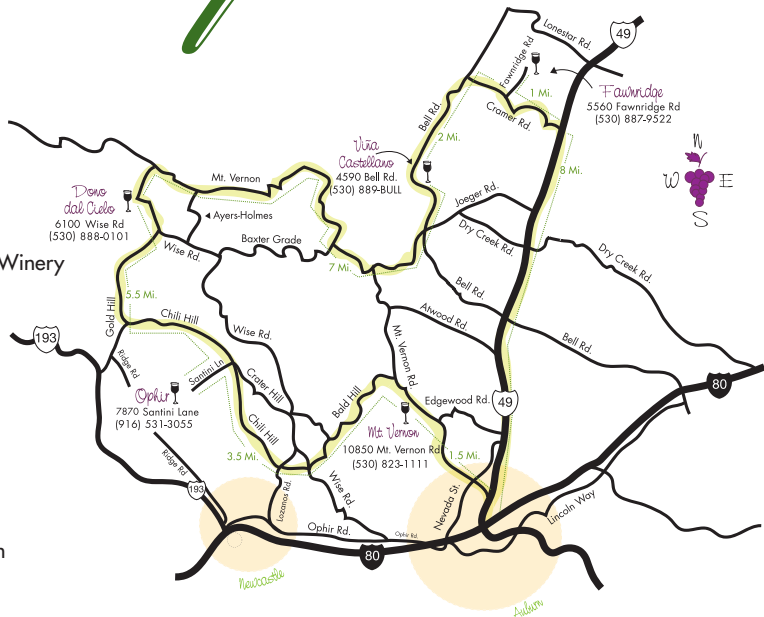 Lonestar Rd.
49
Fawnridge Rd
Fawnridge
5560 Fawnridge Rd
(530) 887-9522
1 Mi.
Cramer Rd.
Bell Rd.
2 Mi.
8 Mi.
N
W E
S
Viña
Castellano
4590 Bell Rd.
(530) 889-BULL
Mt. Vernon
Dono
dal Cielo
6100 Wise Rd
(530) 888-0101
Ayers-Holmes
Joeger Rd.
Dry Creek Rd.
Dry Creek Rd.
Baxter Grade
Wise Rd.
Winery
7 Mi.
5.5 Mi.
Gold Hill
Chili Hill
Bell Rd.
Atwood Rd.
Bell Rd.
193
Wise Rd.
Mt. Vernon Rd.
Ridge Rd
Santini Ln
Crater Hill
80
Ophir
7870 Santini Lane
(916) 531-3055
Bald Hill
Edgewood Rd.
49
Chili Hill
Mt. Vernon
10850 Mt. Vernon Rd
(530) 823-1111
3.5 Mi.
1.5 Mi.
Ridge Rd
193
Lozanos Rd.
Wise Rd.
Nevada St.
Lincoln Way
Ophir Rd.
Ophir Rd.
80
n
Newcastle
Auburn